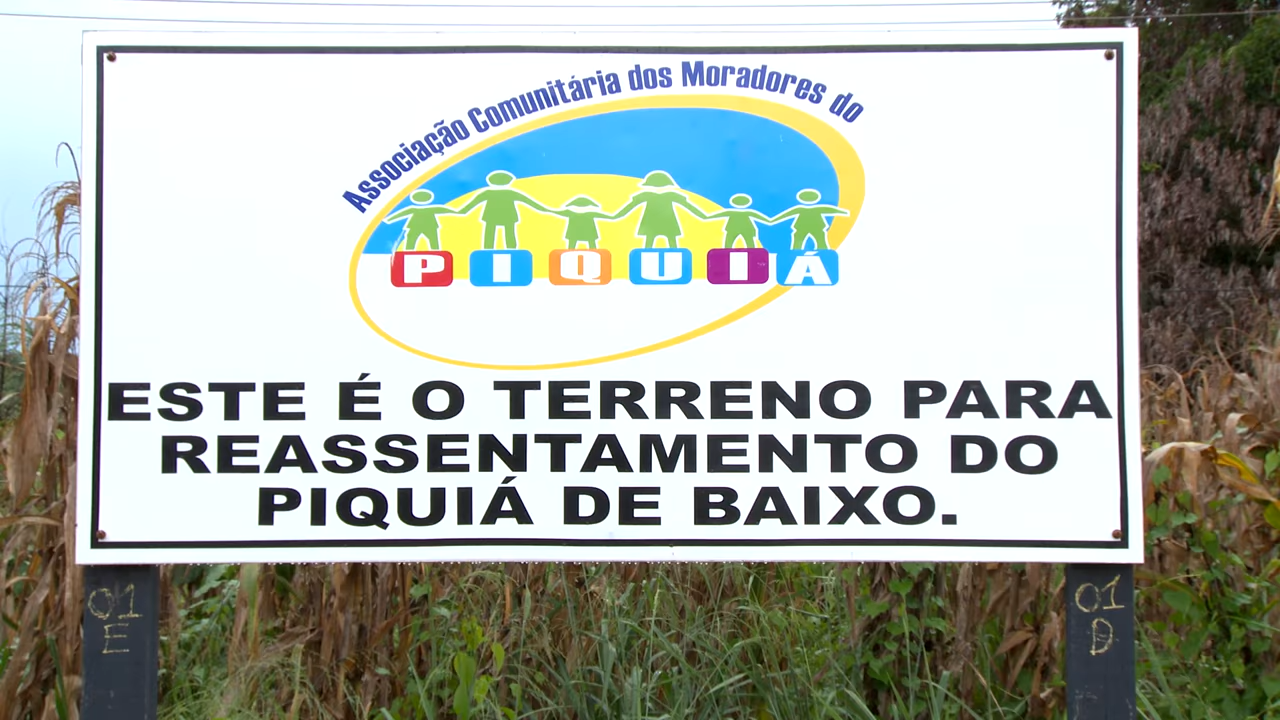 Associação Comunitária dos Moradores do
PIQUIÁ
ESTE É O TERRENO PARA
REASSENTAMENTO DO
PIQUIÁ DE BAIXO.
01
E
01
D